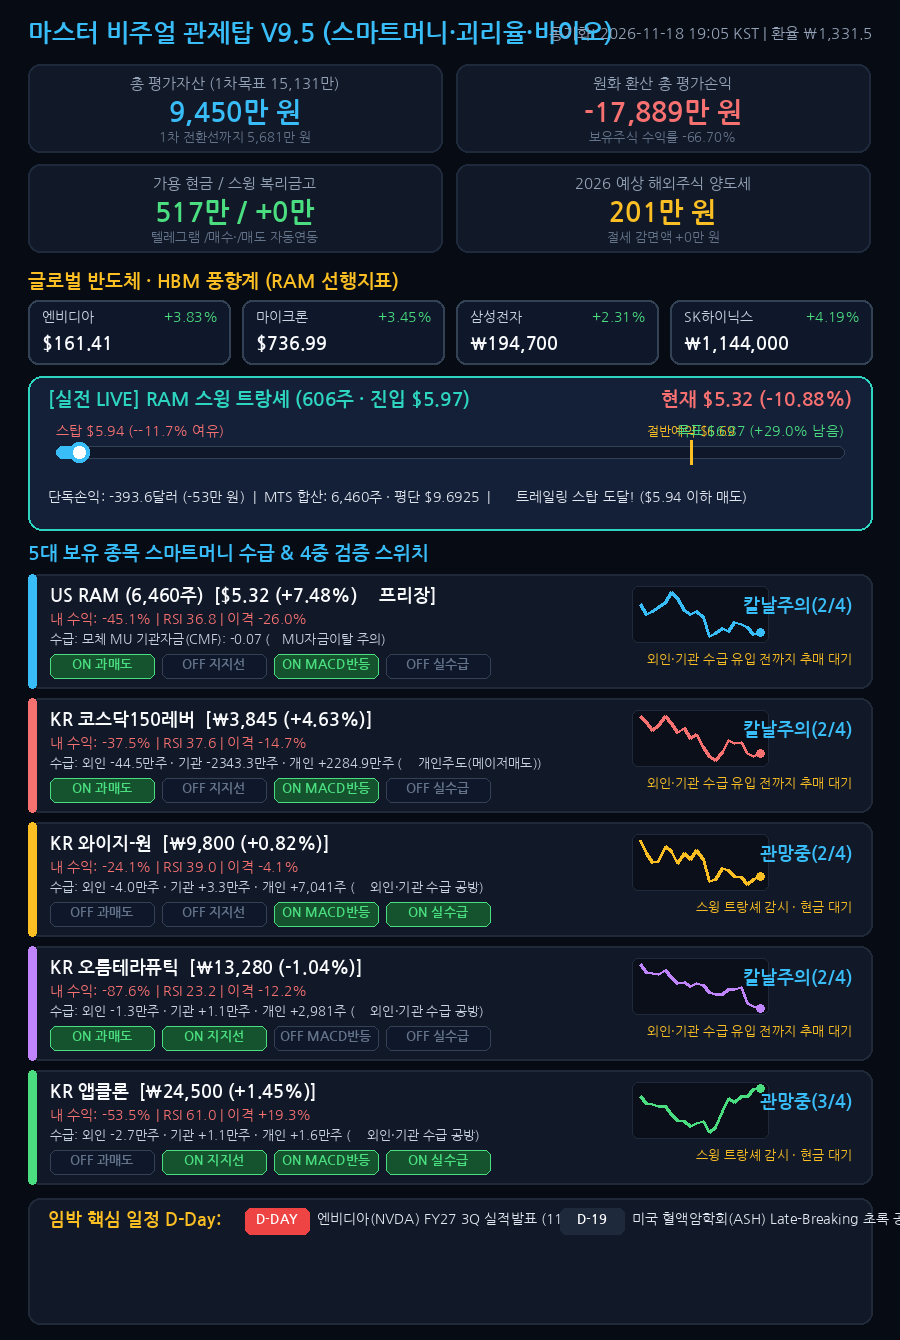 마스터 비주얼 관제탑 V9.5 (스마트머니·괴리율·바이오)
2026-11-18 19:05 KST | 환율 ₩1,331.5
총 평가자산 (1차목표 15,131만)
9,450만 원
1차 전환선까지 5,681만 원
원화 환산 총 평가손익
-17,889만 원
보유주식 수익률 -66.70%
가용 현금 / 스윙 복리금고
517만 / +0만
텔레그램 /매수·/매도 자동연동
2026 예상 해외주식 양도세
201만 원
절세 감면액 +0만 원
글로벌 반도체 · HBM 풍향계 (RAM 선행지표)
엔비디아 +3.83%
$161.41
마이크론 +3.45%
$736.99
삼성전자 +2.31%
₩194,700
SK하이닉스 +4.19%
₩1,144,000
[실전 LIVE] RAM 스윙 트랑셰 (606주 · 진입 $5.97)
현재 $5.32 (-10.88%)
스탑 $5.94 (--11.7% 여유)
(+29.0% 남음)
단독손익: -393.6달러 (-53만 원) | MTS 합산: 6,460주 · 평단 $9.6925 | 트레일링 스탑 도달! ($5.94 이하 매도)
5대 보유 종목 스마트머니 수급 & 4중 검증 스위치
US RAM (6,460주) [$5.32 (+7.48%) 프리장]
내 수익: -45.1% | RSI 36.8 | 이격 -26.0%
수급: 모체 MU 기관자금(CMF): -0.07 ( MU자금이탈 주의)
ON 과매도 OFF 지지선 ON MACD반등 OFF 실수급
칼날주의(2/4)
외인·기관 수급 유입 전까지 추매 대기
KR 코스닥150레버 [₩3,845 (+4.63%)]
내 수익: -37.5% | RSI 37.6 | 이격 -14.7%
수급: 외인 -44.5만주 · 기관 -2343.3만주 · 개인 +2284.9만주 ( 개인주도(메이저매도))
ON 과매도 OFF 지지선 ON MACD반등 OFF 실수급
칼날주의(2/4)
외인·기관 수급 유입 전까지 추매 대기
KR 와이지-원 [₩9,800 (+0.82%)]
내 수익: -24.1% | RSI 39.0 | 이격 -4.1%
수급: 외인 -4.0만주 · 기관 +3.3만주 · 개인 +7,041주 ( 외인·기관 수급 공방)
OFF 과매도 OFF 지지선 ON MACD반등 ON 실수급
관망중(2/4)
스윙 트랑셰 감시 · 현금 대기
KR 오름테라퓨틱 [₩13,280 (-1.04%)]
내 수익: -87.6% | RSI 23.2 | 이격 -12.2%
수급: 외인 -1.3만주 · 기관 +1.1만주 · 개인 +2,981주 ( 외인·기관 수급 공방)
ON 과매도 ON 지지선 OFF MACD반등 OFF 실수급
칼날주의(2/4)
외인·기관 수급 유입 전까지 추매 대기
KR 앱클론 [₩24,500 (+1.45%)]
내 수익: -53.5% | RSI 61.0 | 이격 +19.3%
수급: 외인 -2.7만주 · 기관 +1.1만주 · 개인 +1.6만주 ( 외인·기관 수급 공방)
OFF 과매도 ON 지지선 ON MACD반등 ON 실수급
관망중(3/4)
스윙 트랑셰 감시 · 현금 대기
임박 핵심 일정 D-Day: D-DAY 엔비디아(NVDA) FY27 3Q 실적발표 (11 D-19 미국 혈액암학회(ASH) Late-Breaking 초록